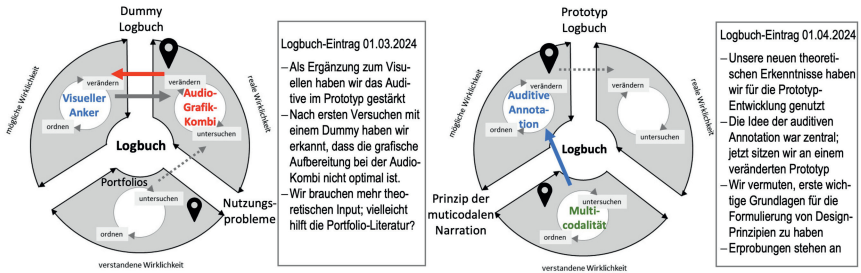 Dummy
Logbuch
mögliche Wirklichkeit
reale Wirklichkeit
verändern
verändern
Visueller
Anker
Audio-
Grafik-
Kombi
ordnen
untersuchen
Logbuch
Portfolios
untersuchen
Nutzungs-
probleme
ordnen
verstandene Wirklichkeit
Logbuch-Eintrag 01.03.2024
–Als Ergänzung zum Visu-
ellen haben wir das Audi-
tive im Prototyp gestärkt
–Nach ersten Versuchen mit
einem Dummy haben wir
erkannt, dass die grafische
Aufbereitung bei der Audio-
Kombi nicht optimal ist.
–Wir brauchen mehr theo-
retischen Input; vielleicht
hilft die Portfolio-Literatur?
Prototyp
Logbuch
mögliche Wirklichkeit
reale Wirklichkeit
verändern
verändern
Auditive
Annota-
tion
ordnen
untersuchen
Logbuch
Prinzip der
muticodalen
Narration
untersuchen
Multi-
codalität
ordnen
verstandene Wirklichkeit
Logbuch-Eintrag 01.04.2024
–Unsere neuen theoreti-
schen Erkenntnisse haben
wir für die Prototyp-
Entwicklung genutzt
–Die Idee der auditiven
Annotation war zentral;
jetzt sitzen wir an einem
veränderten Prototyp
–Wir vermuten, erste wich-
tige Grundlagen für die
Formulierung von Design-
Prinzipien zu haben
–Erprobungen stehen an